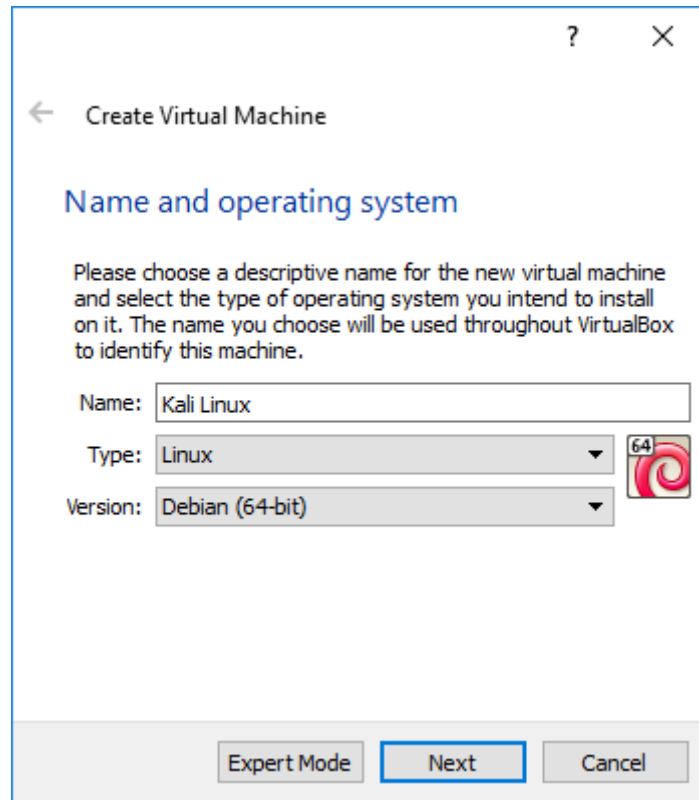 ?
Create Virtual Machine
Name and operating system
Please choose a descriptive name for the new virtual machine
and select the type of operating system you intend to install
on it. The name you choose will be used throughout VirtualBox
to identify this machine.
Name: Kali Linux
Type: Linux
64
Version: Debian (64-bit)
Expert Mode Next Cancel